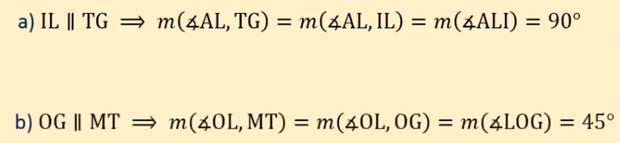 a) IL ∥ TG ⟹ m(∡AL, TG) = m(∡AL, IL) = m(∡ALI) = 90°
b) OG ∥ MT ⟹ m(∡OL, MT) = m(∡OL, OG) = m(∡LOG) = 45°